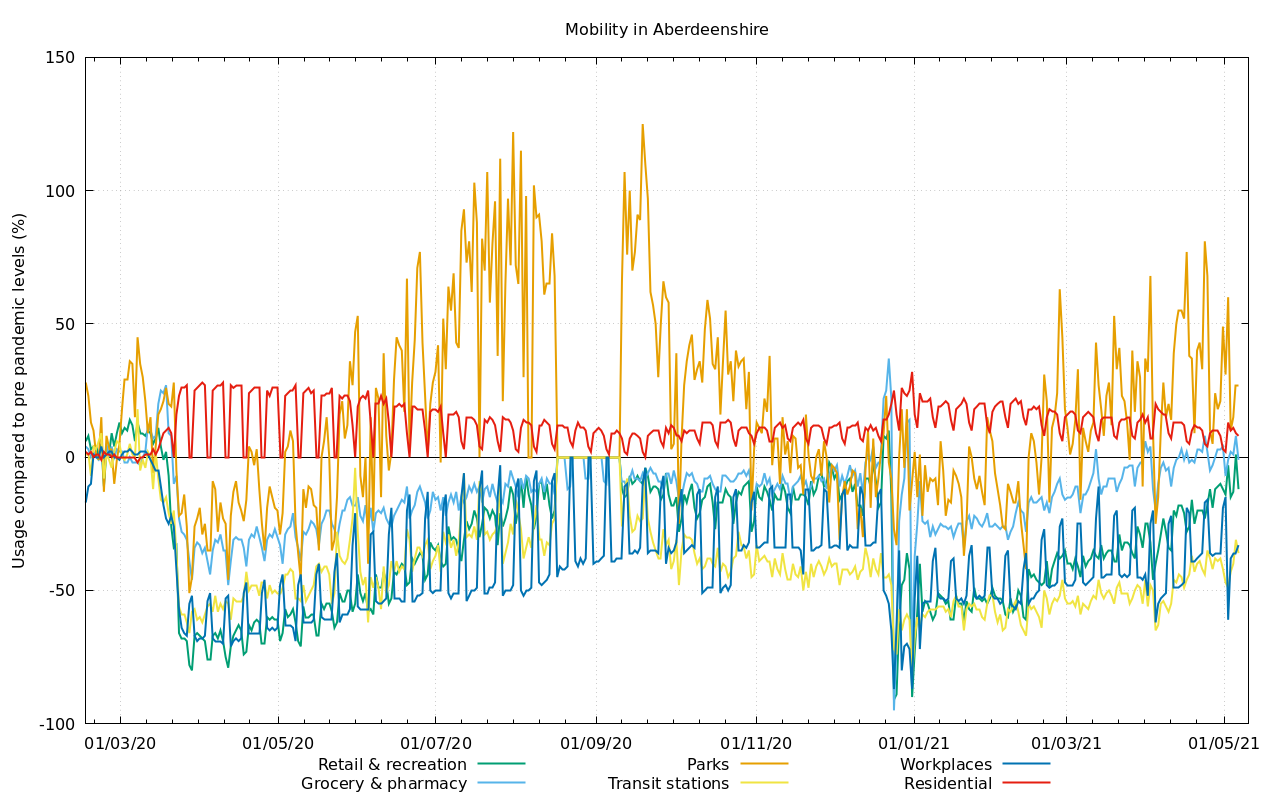 Mobility in Aberdeenshire
Usage compared to pre pandemic levels (%)
150
100
50
0
-50
-100
01/03/20 01/05/20 01/07/20 01/09/20 01/11/20 01/01/21 01/03/21 01/05/21
Retail & recreation Parks Workplaces
Grocery & pharmacy Transit stations Residential